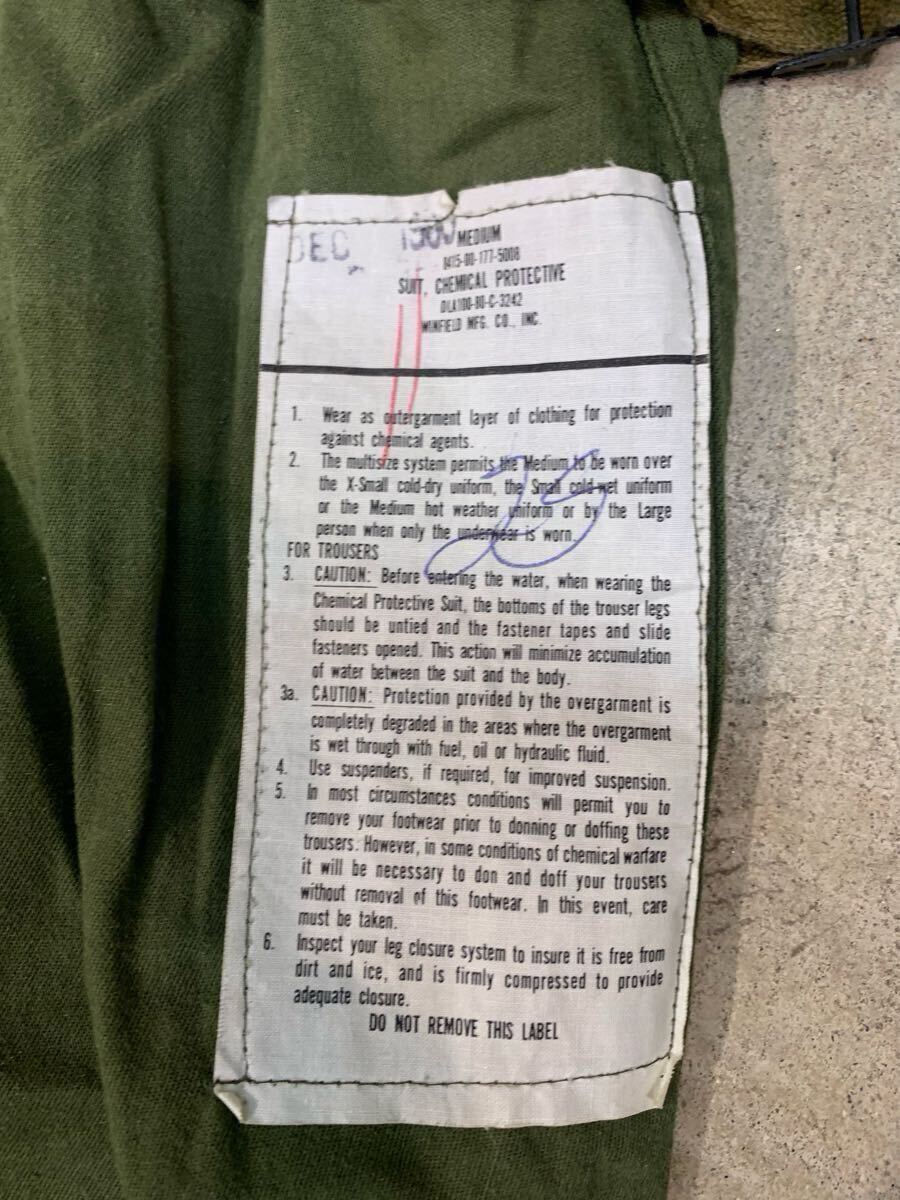 DEC
MEDIUM
8415-00-177-5008
SUIT, CHEMICAL PROTECTIVE
DLA100-80-C-3242
WINFIELD MFG. CO., INC.
1. Wear as outergarment layer of clothing for protection
against chemical agents.
2. The multisize system permits the Medium to be worn over
the X-Small cold-dry uniform, the Small cold-wet uniform
or the Medium hot weather uniform or by the Large
person when only the underwear is worn.
FOR TROUSERS
3. CAUTION: Before entering the water, when wearing the
Chemical Protective Suit, the bottoms of the trouser legs
should be untied and the fastener tapes and slide
fasteners opened. This action will minimize accumulation
of water between the suit and the body.
3a. CAUTION: Protection provided by the overgarment is
completely degraded in the areas where the overgarment
is wet through with fuel, oil or hydraulic fluid.
4. Use suspenders, if required, for improved suspension.
5. In most circumstances conditions will permit you to
remove your footwear prior to donning or doffing these
trousers. However, in some conditions of chemical warfare
it will be necessary to don and doff your trousers
without removal of this footwear. In this event, care
must be taken.
6. Inspect your leg closure system to insure it is free from
dirt and ice, and is firmly compressed to provide
adequate closure.
DO NOT REMOVE THIS LABEL